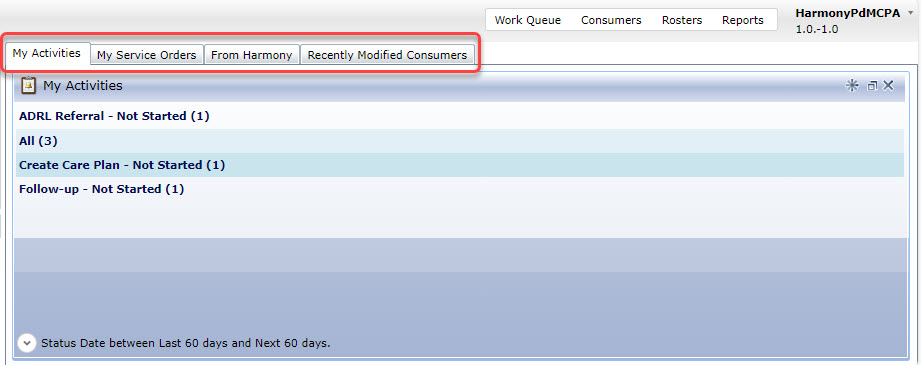 Work Queue Consumers Rosters Reports HarmonyPdMCPA
1.0.-1.0
My Activities My Service Orders From Harmony Recently Modified Consumers
My Activities
ADRL Referral - Not Started (1)
All (3)
Create Care Plan - Not Started (1)
Follow-up - Not Started (1)
Status Date between Last 60 days and Next 60 days.